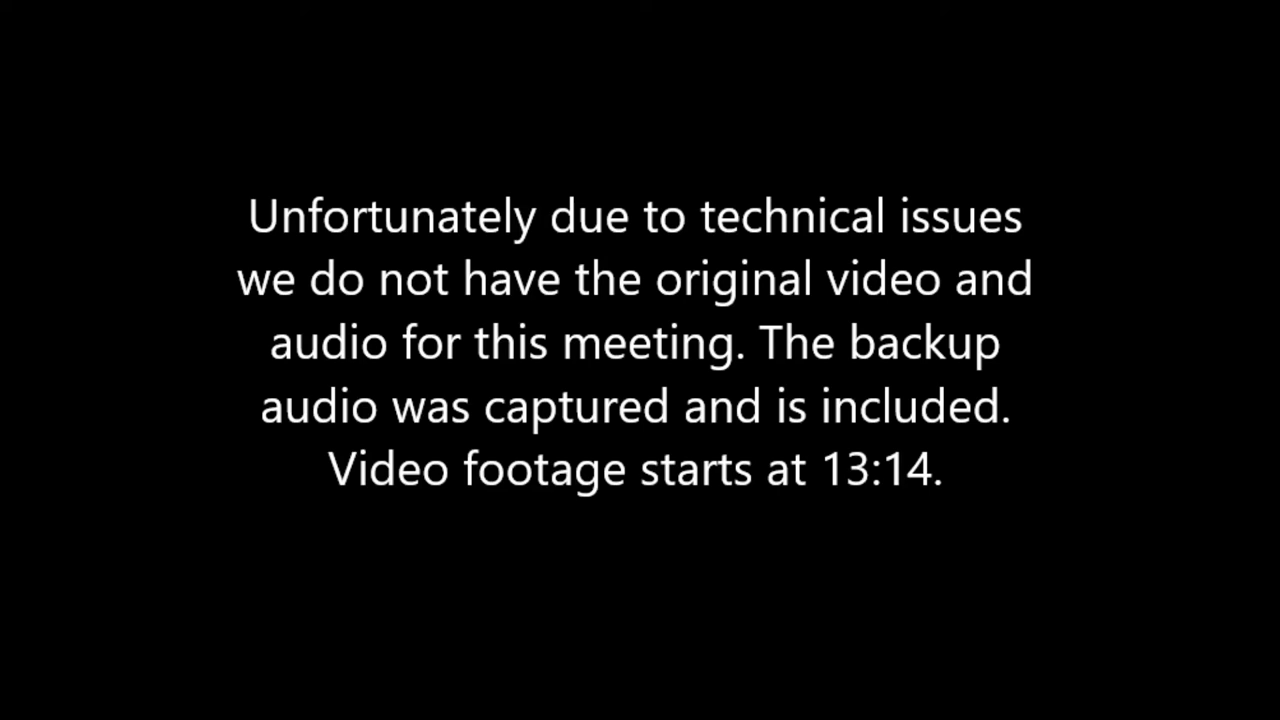 Unfortunately due to technical issues
we do not have the original video and
audio for this meeting. The backup
audio was captured and is included.
Video footage starts at 13:14.